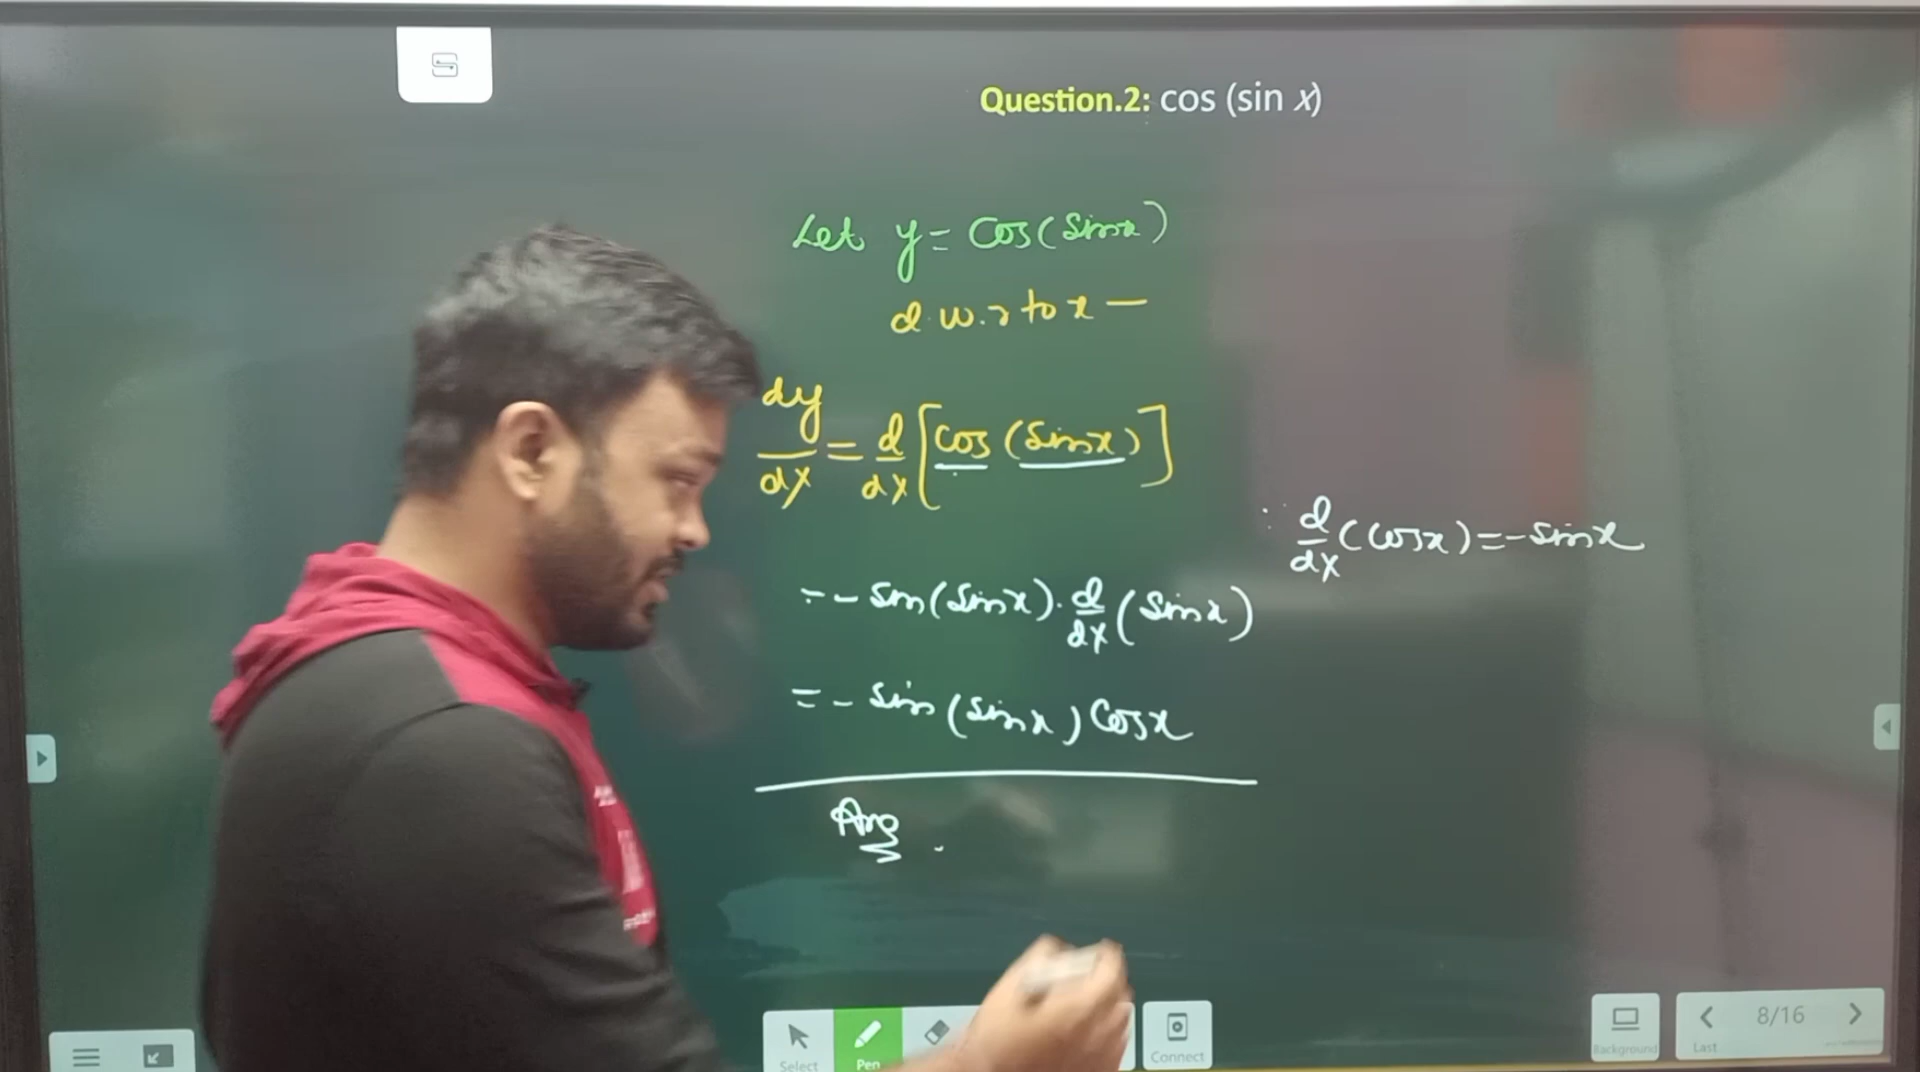 Question.2: cos (sin x)
Let y = Cos(Sinx)
d.w.r to x —
dy/dx = d/dx [cos (Sinx)]
∵ d/dx (cosx) = -sinx
= - Sin(Sinx). d/dx (Sinx)
= - Sin (Sinx) Cosx
Ans
Select
Pen
Connect
Background
Last
8/16